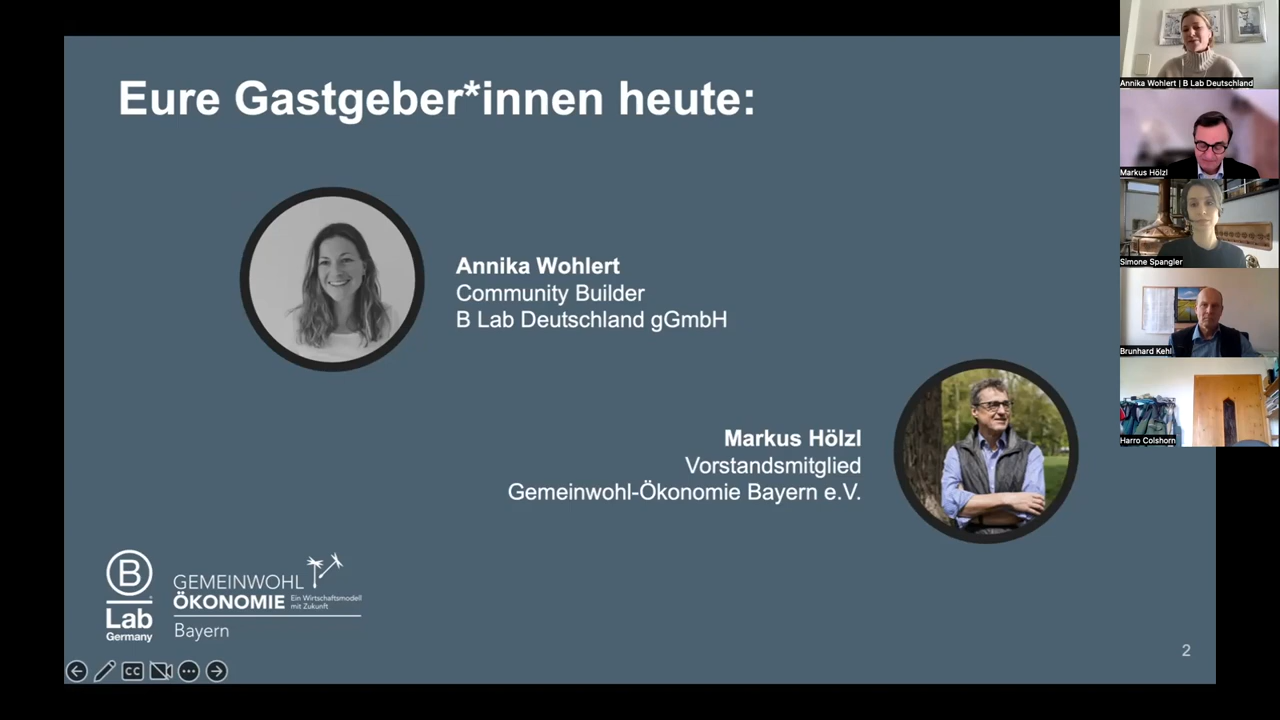 Eure Gastgeber*innen heute:
Annika Wohlert
Community Builder
B Lab Deutschland gGmbH
Markus Hölzl
Vorstandsmitglied
Gemeinwohl-Ökonomie Bayern e.V.
B
Lab
Germany
GEMEINWOHL
ÖKONOMIE
Ein Wirtschaftsmodell
mit Zukunft
Bayern
CC
2
Annika Wohlert | B Lab Deutschland
Markus Hölzl
Simone Spangler
Brunhard Kehl
Harro Colshorn